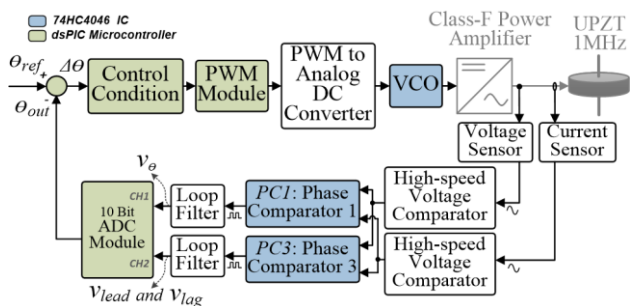 74HC4046 IC
dsPIC Microcontroller
Class-F Power
Amplifier
UPZT
1MHz
θref
+
ΔΘ
θout
-
Control
Condition
PWM
Module
PWM to
Analog
DC
Converter
VCO
Voltage
Sensor
Current
Sensor
vθ
CH1
10 Bit
ADC
Module
CH2
Loop
Filter
PC1: Phase
Comparator 1
High-speed
Voltage
Comparator
Loop
Filter
PC3: Phase
Comparator 3
High-speed
Voltage
Comparator
vlead and vlag